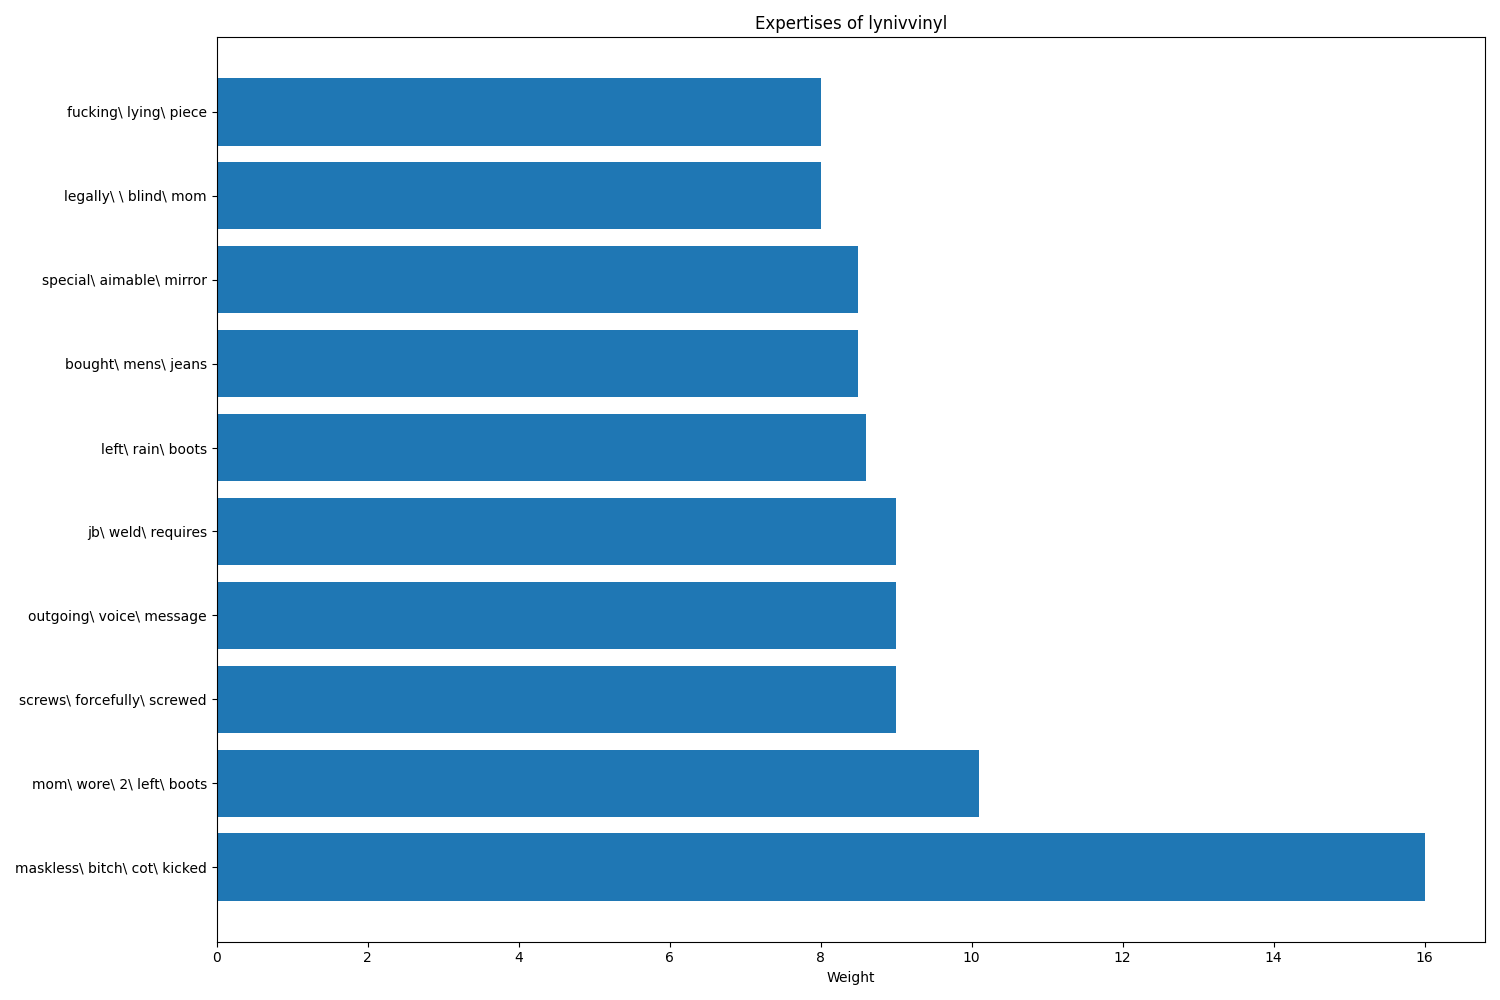 Expertises of lynivvinyl
fucking\ lying\ piece
legally\ \ blind\ mom
special\ aimable\ mirror
bought\ mens\ jeans
left\ rain\ boots
jb\ weld\ requires
outgoing\ voice\ message
screws\ forcefully\ screwed
mom\ wore\ 2\ left\ boots
maskless\ bitch\ cot\ kicked
0 2 4 6 8 10 12 14 16
Weight